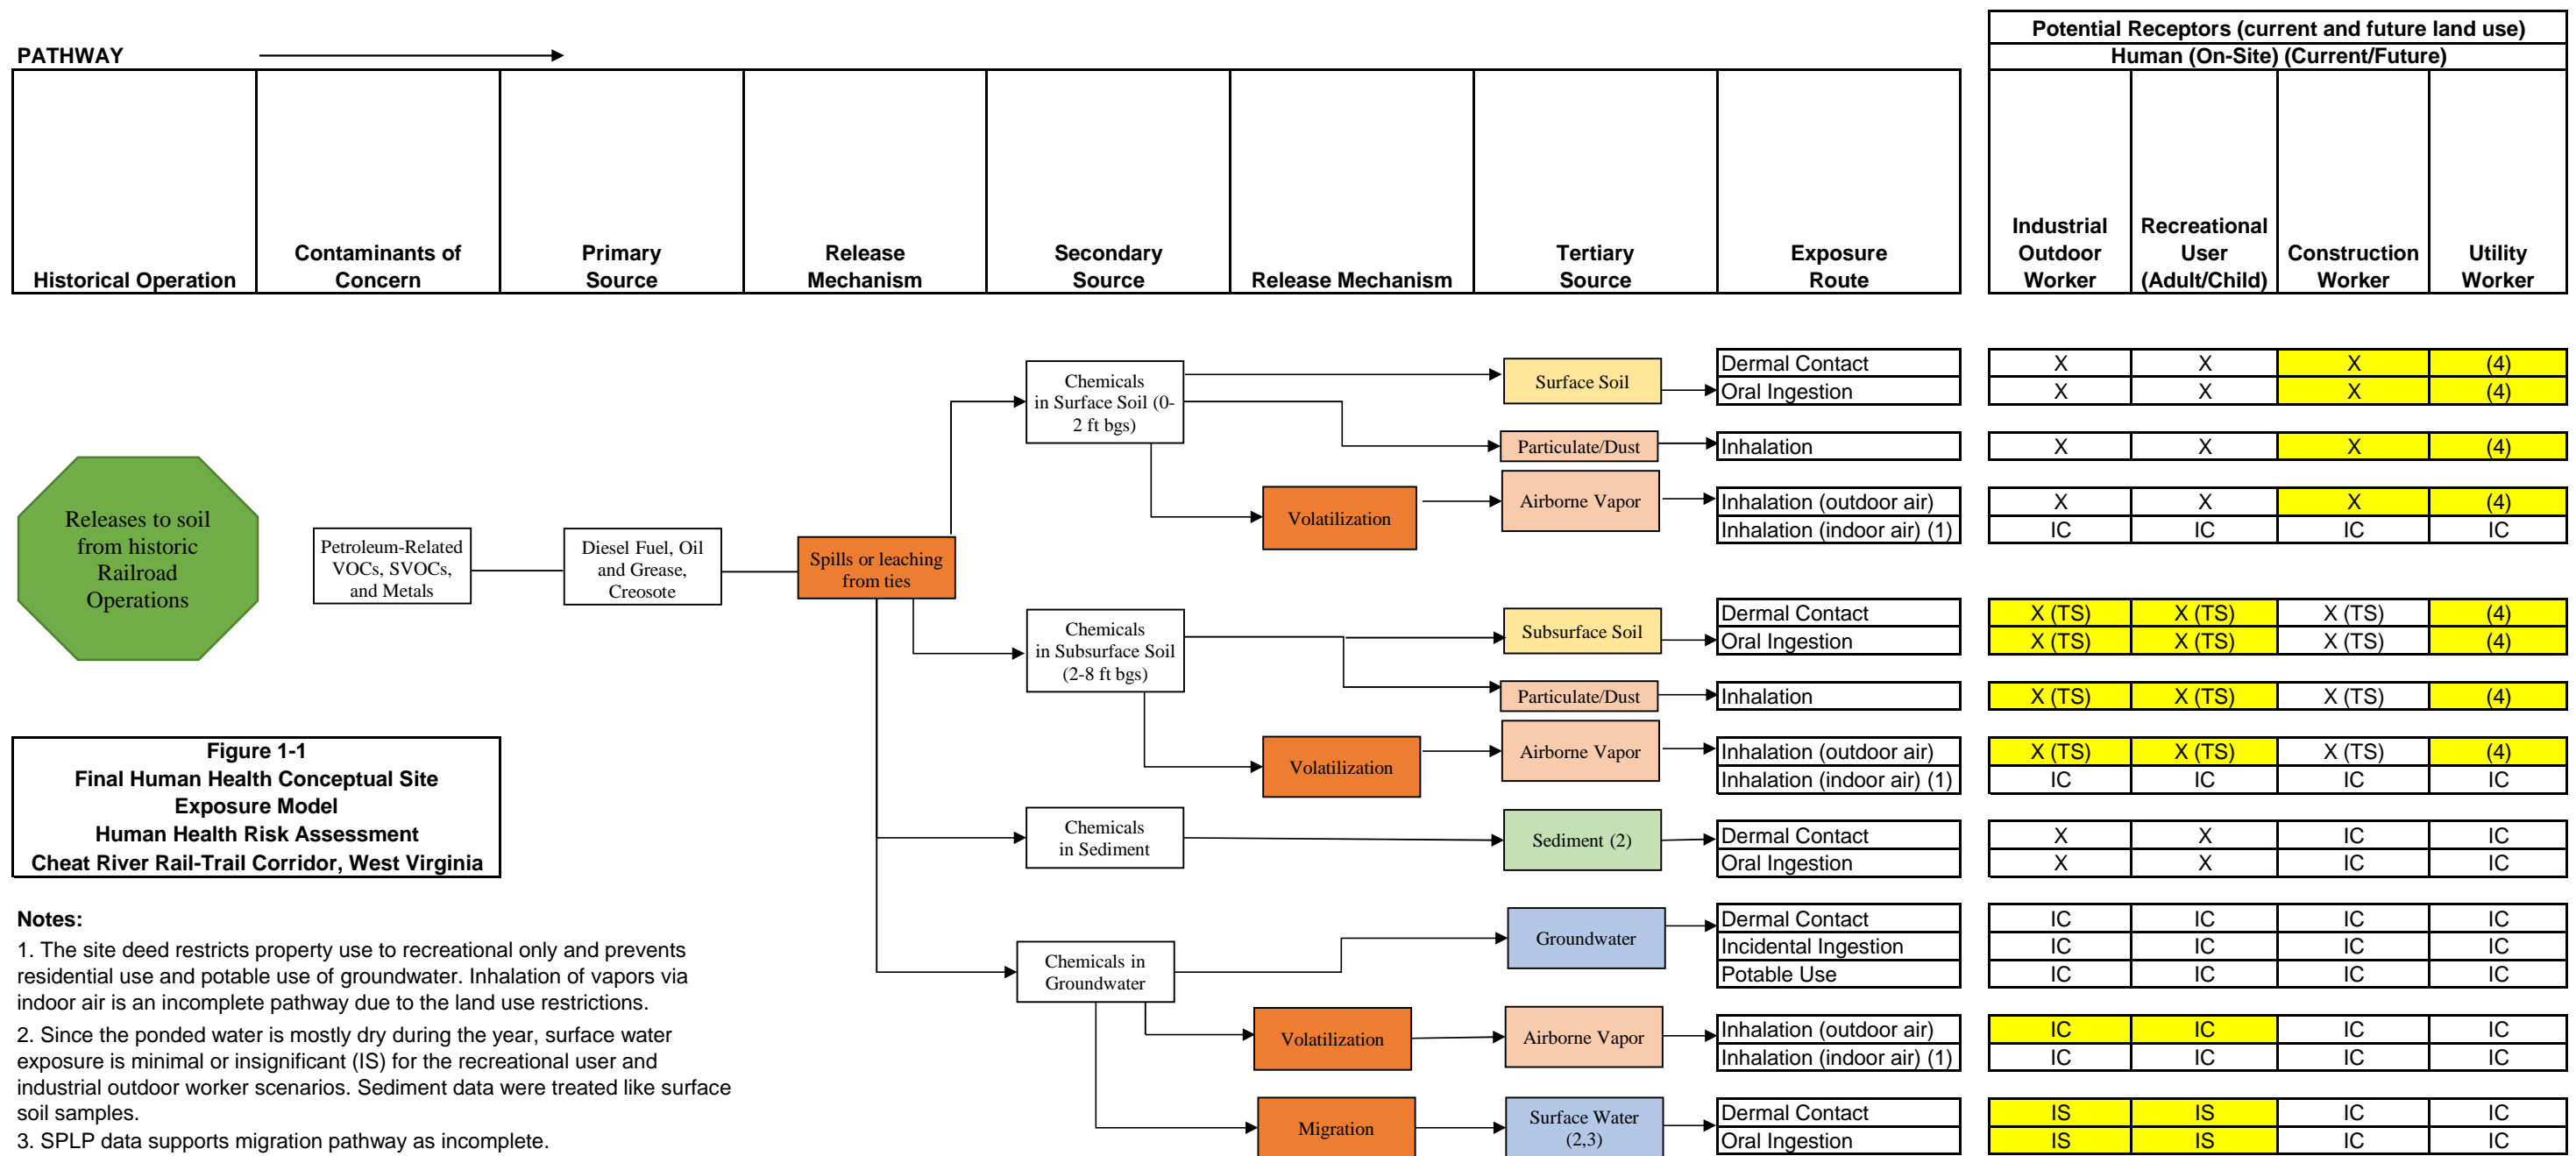 Potential Receptors (current and future land use)
PATHWAY
Human (On-Site) (Current/Future)
Historical Operation
Contaminants of
Concern
Primary
Source
Release
Mechanism
Secondary
Source
Release Mechanism
Tertiary
Source
Exposure
Route
Industrial
Outdoor
Worker
Recreational
User
(Adult/Child)
Construction
Worker
Utility
Worker
Releases to soil
from historic
Railroad
Operations
Petroleum-Related
VOCs, SVOCs,
and Metals
Diesel Fuel, Oil
and Grease,
Creosote
Spills or leaching
from ties
Chemicals
in Surface Soil (0-
2 ft bgs)
Surface Soil
Dermal Contact X X X (4)
Oral Ingestion X X X (4)
Particulate/Dust
Inhalation X X X (4)
Volatilization
Airborne Vapor
Inhalation (outdoor air) X X X (4)
Inhalation (indoor air) (1) IC IC IC IC
Chemicals
in Subsurface Soil
(2-8 ft bgs)
Subsurface Soil
Dermal Contact X (TS) X (TS) X (TS) (4)
Oral Ingestion X (TS) X (TS) X (TS) (4)
Particulate/Dust
Inhalation X (TS) X (TS) X (TS) (4)
Volatilization
Airborne Vapor
Inhalation (outdoor air) X (TS) X (TS) X (TS) (4)
Inhalation (indoor air) (1) IC IC IC IC
Chemicals
in Sediment
Sediment (2)
Dermal Contact X X IC IC
Oral Ingestion X X IC IC
Chemicals in
Groundwater
Groundwater
Dermal Contact IC IC IC IC
Incidental Ingestion IC IC IC IC
Potable Use IC IC IC IC
Volatilization
Airborne Vapor
Inhalation (outdoor air) IC IC IC IC
Inhalation (indoor air) (1) IC IC IC IC
Migration
Surface Water
(2,3)
Dermal Contact IS IS IC IC
Oral Ingestion IS IS IC IC
Figure 1-1
Final Human Health Conceptual Site
Exposure Model
Human Health Risk Assessment
Cheat River Rail-Trail Corridor, West Virginia
Notes:
1. The site deed restricts property use to recreational only and prevents
residential use and potable use of groundwater. Inhalation of vapors via
indoor air is an incomplete pathway due to the land use restrictions.
2. Since the ponded water is mostly dry during the year, surface water
exposure is minimal or insignificant (IS) for the recreational user and
industrial outdoor worker scenarios. Sediment data were treated like surface
soil samples.
3. SPLP data supports migration pathway as incomplete.